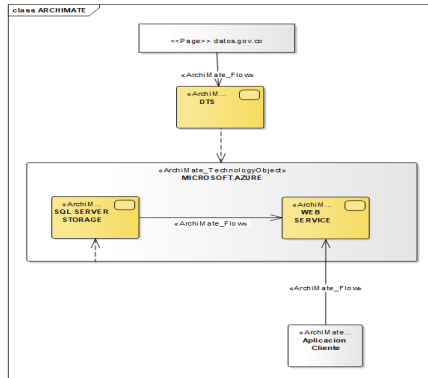 class ARCHIMATE
<<Page>> datos.gov.co
«ArchiMate_Flow»
«ArchiM...
DTS
«ArchiMate_TechnologyObject»
MICROSOFT AZURE
«ArchiM...
SQL SERVER
STORAGE
«ArchiMate_Flow»
«ArchiM...
WEB
SERVICE
«ArchiMate_Flow»
«ArchiMate...
Aplicacion
Cliente